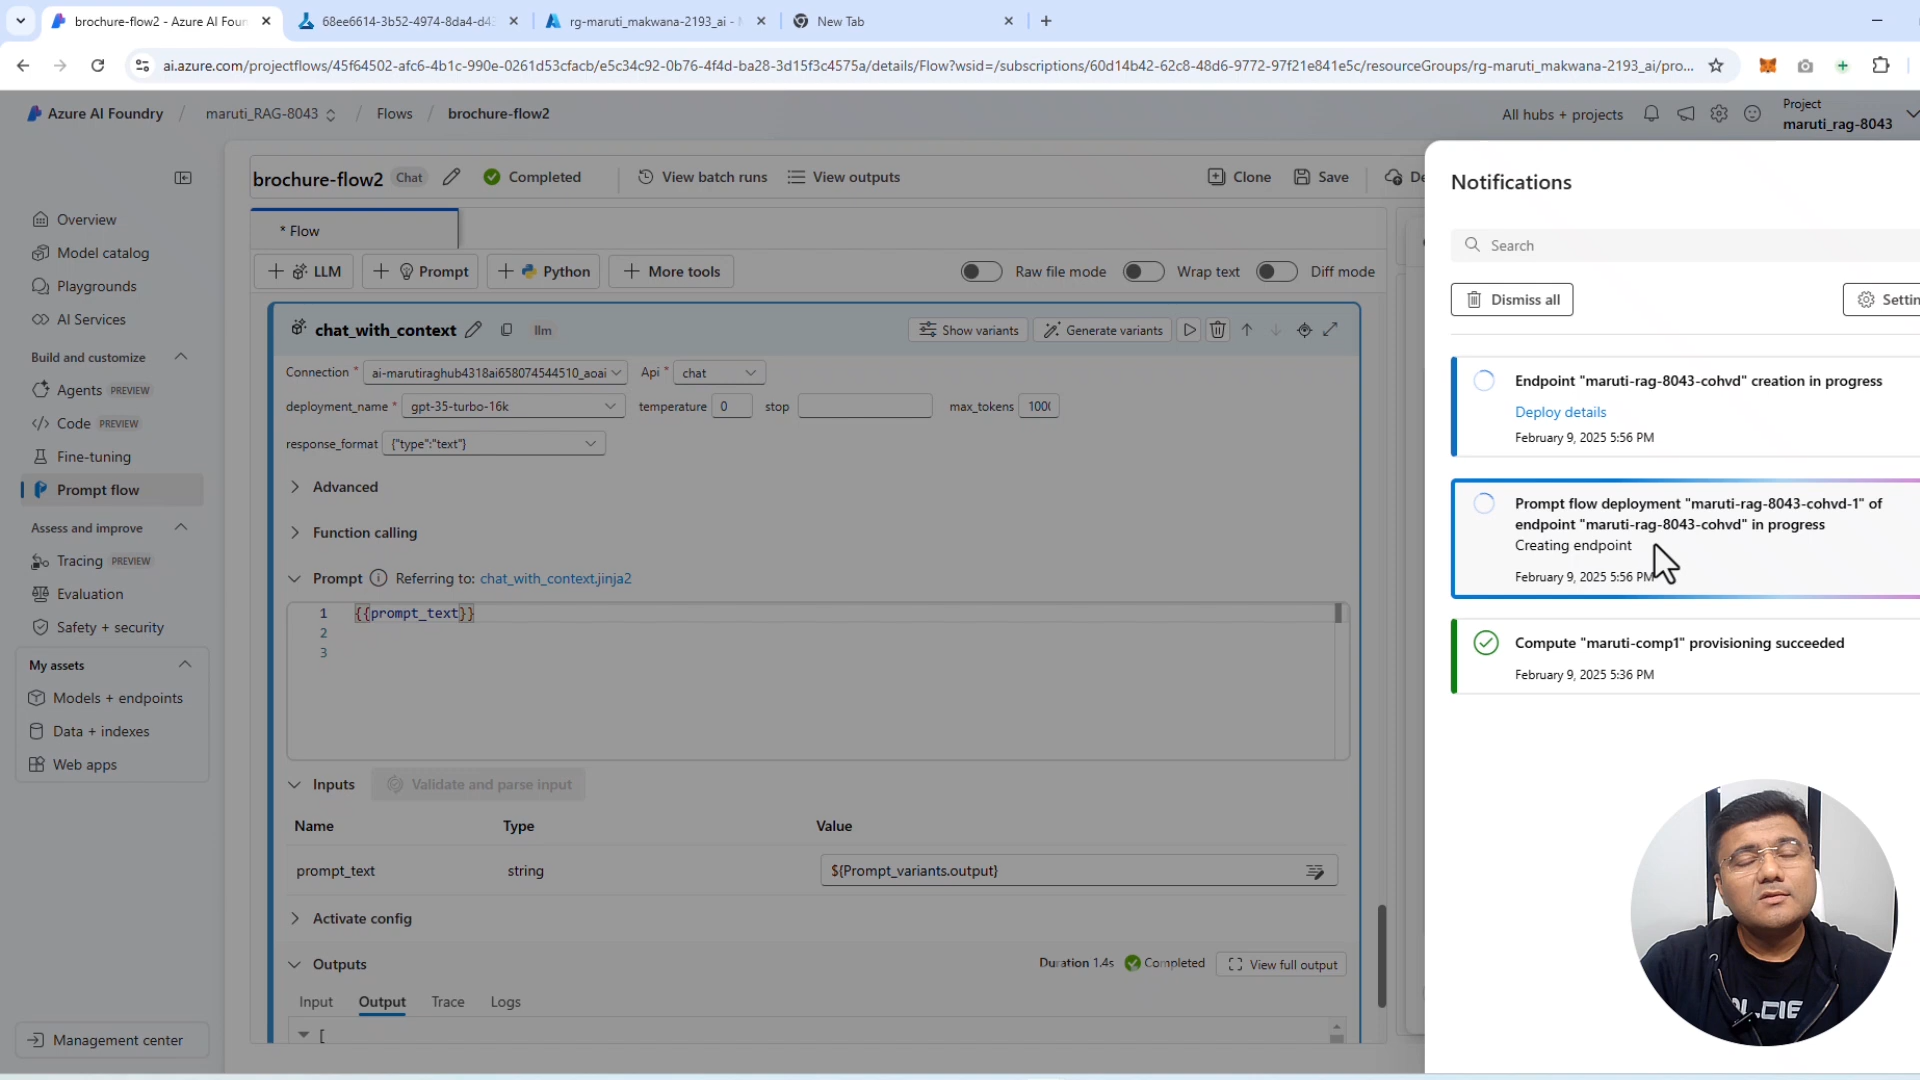 brochure-flow2 - Azure AI Foun
68ee6614-3b52-4974-8da4-d4
rg-maruti_makwana-2193_ai -
New Tab
ai.azure.com/projectflows/45f64502-afc6-4b1c-990e-0261d53cfacb/e5c34c92-0b76-4f4d-ba28-3d15f3c4575a/details/Flow?wsid=/subscriptions/60d14b42-62c8-48d6-9772-97f21e841e5c/resourceGroups/rg-maruti_makwana-2193_ai/pro...
Azure AI Foundry / maruti_RAG-8043 / Flows / brochure-flow2
All hubs + projects
Project
maruti_rag-8043
brochure-flow2 Chat Completed View batch runs View outputs Clone Save De
Overview
Model catalog
Playgrounds
AI Services
Build and customize
Agents PREVIEW
Code PREVIEW
Fine-tuning
Prompt flow
Assess and improve
Tracing PREVIEW
Evaluation
Safety + security
My assets
Models + endpoints
Data + indexes
Web apps
Management center
* Flow
+ LLM + Prompt + Python + More tools Raw file mode Wrap text Diff mode
chat_with_context llm Show variants Generate variants
Connection * ai-marutiraghub4318ai658074544510_aoai Api * chat
deployment_name * gpt-35-turbo-16k temperature 0 stop max_tokens 100(
response_format {"type":"text"}
Advanced
Function calling
Prompt Referring to: chat_with_context.jinja2
1 {{prompt_text}}
2
3
Inputs Validate and parse input
Name Type Value
prompt_text string ${Prompt_variants.output}
Activate config
Outputs Duration 1.4s Completed View full output
Input Output Trace Logs
[
Notifications
Search
Dismiss all Settin
Endpoint "maruti-rag-8043-cohvd" creation in progress
Deploy details
February 9, 2025 5:56 PM
Prompt flow deployment "maruti-rag-8043-cohvd-1" of
endpoint "maruti-rag-8043-cohvd" in progress
Creating endpoint
February 9, 2025 5:56 PM
Compute "maruti-comp1" provisioning succeeded
February 9, 2025 5:36 PM